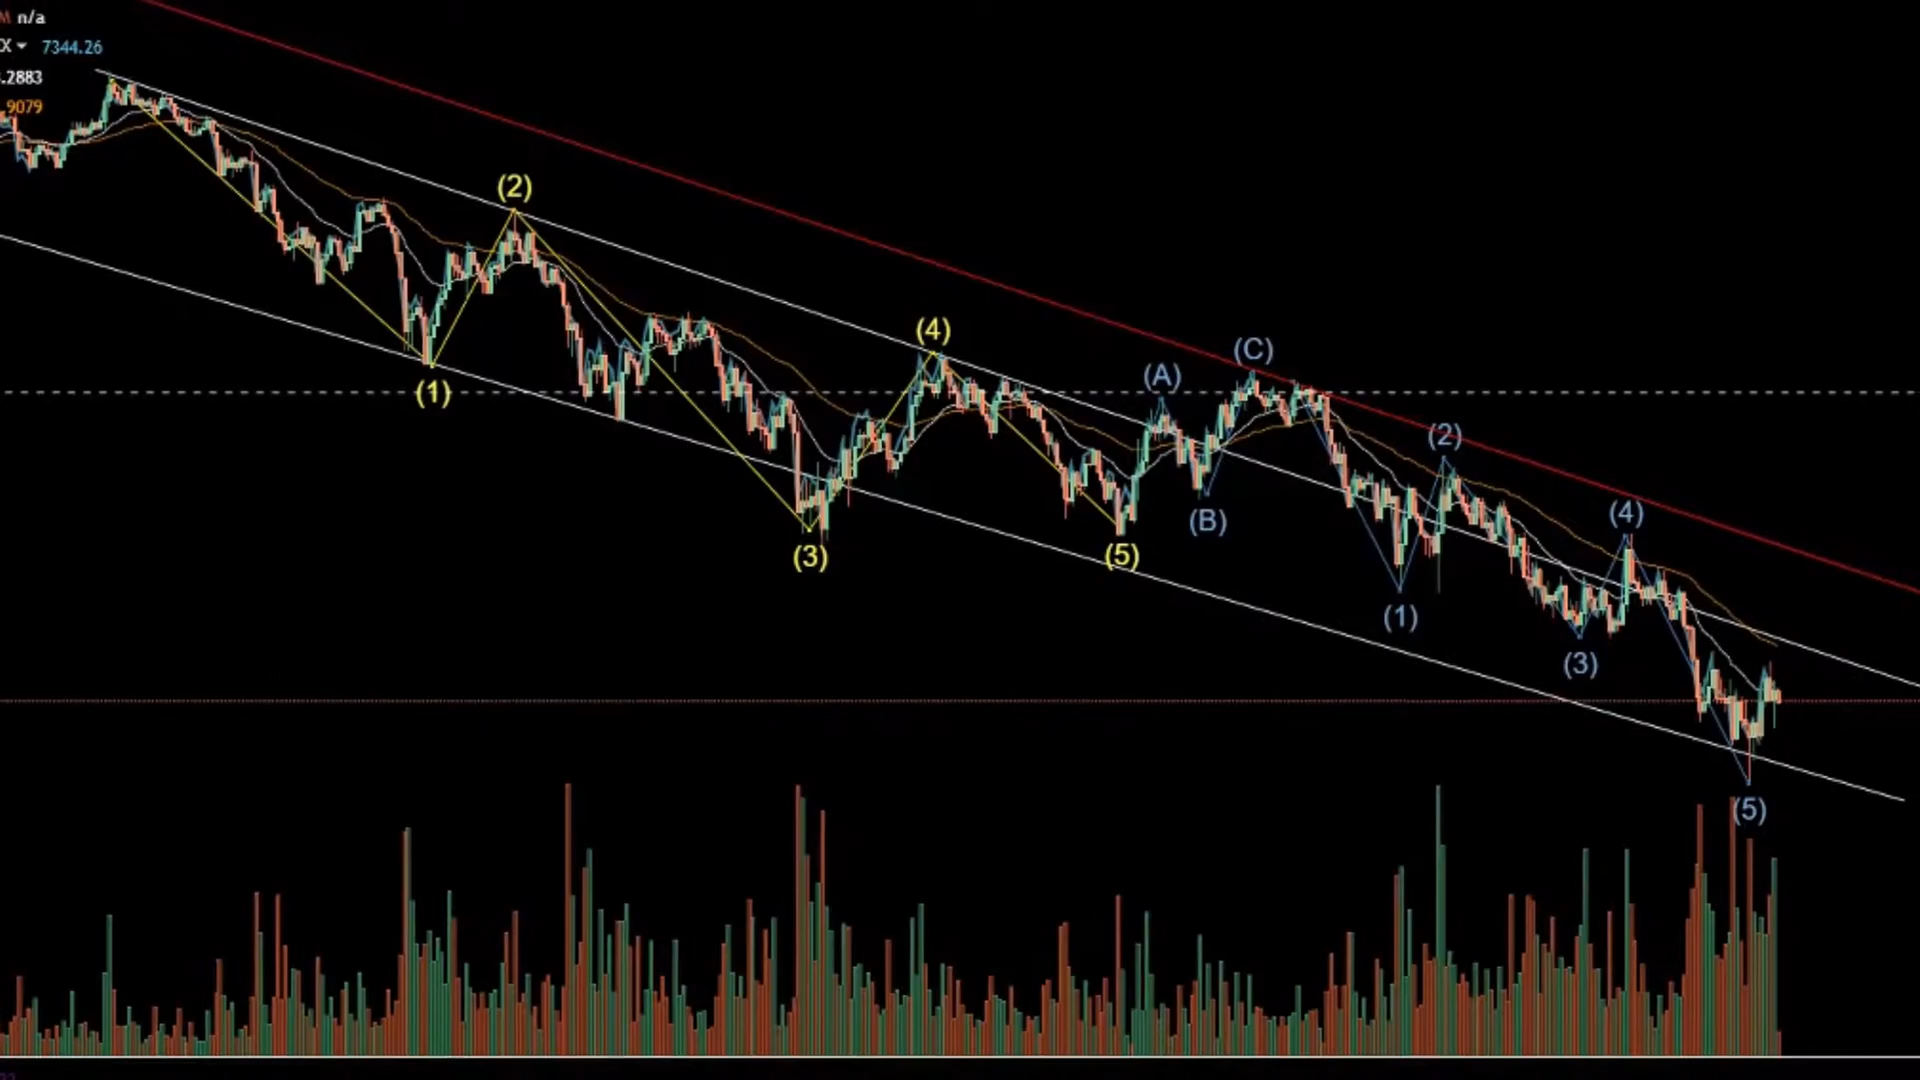 M n/a
X 7344.26
.2883
.9079
(2)
(4)
(C)
(A)
(1)
(2)
(B)
(4)
(3)
(5)
(1)
(3)
(5)